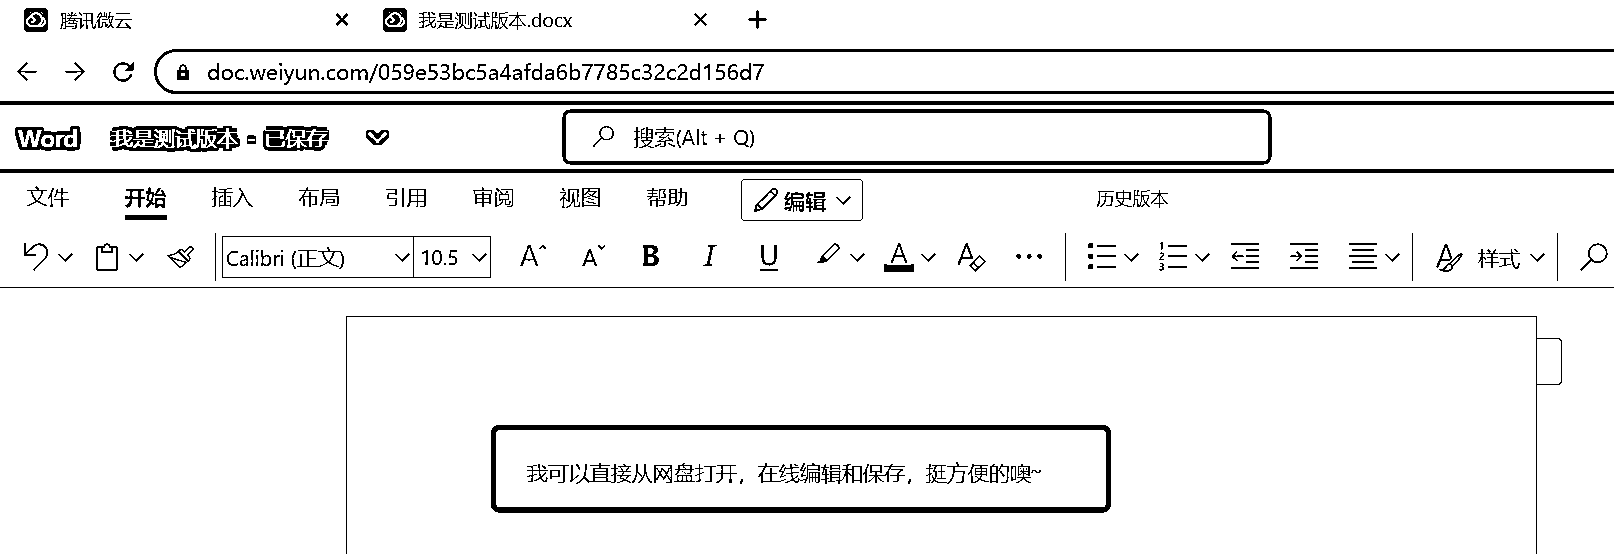 腾讯微云
我是测试版本.docx
doc.weiyun.com/059e53bc5a4afda6b7785c32c2d156d7
Word 我是测试版本 - 已保存
搜索(Alt + Q)
文件 开始 插入 布局 引用 审阅 视图 帮助 编辑 历史版本
Calibri (正文) 10.5 A A B I U A A 样式
我可以直接从网盘打开，在线编辑和保存，挺方便的噢~